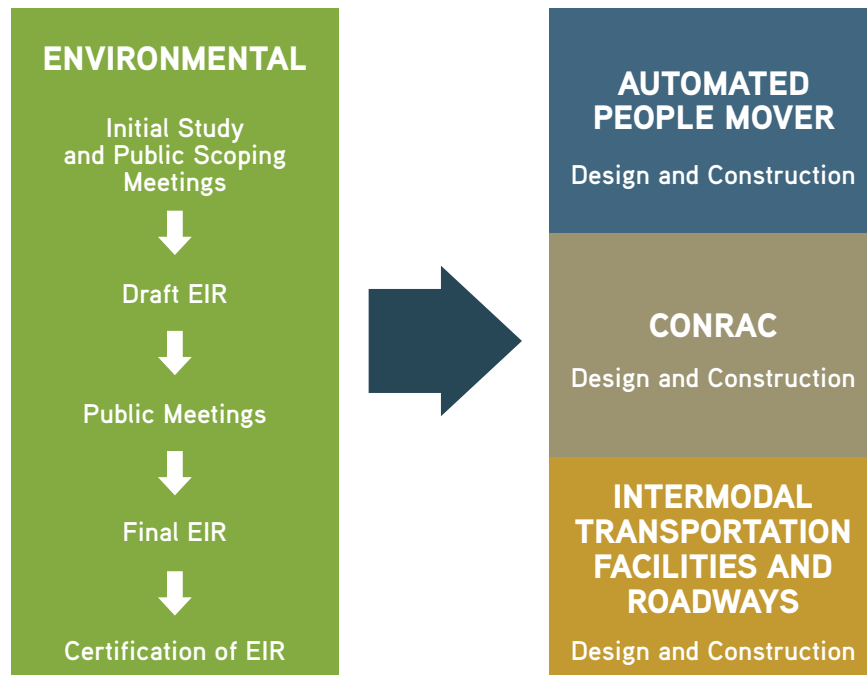 ENVIRONMENTAL
Initial Study
and Public Scoping
Meetings
Draft EIR
Public Meetings
Final EIR
Certification of EIR
AUTOMATED
PEOPLE MOVER
Design and Construction
CONRAC
Design and Construction
INTERMODAL
TRANSPORTATION
FACILITIES AND
ROADWAYS
Design and Construction